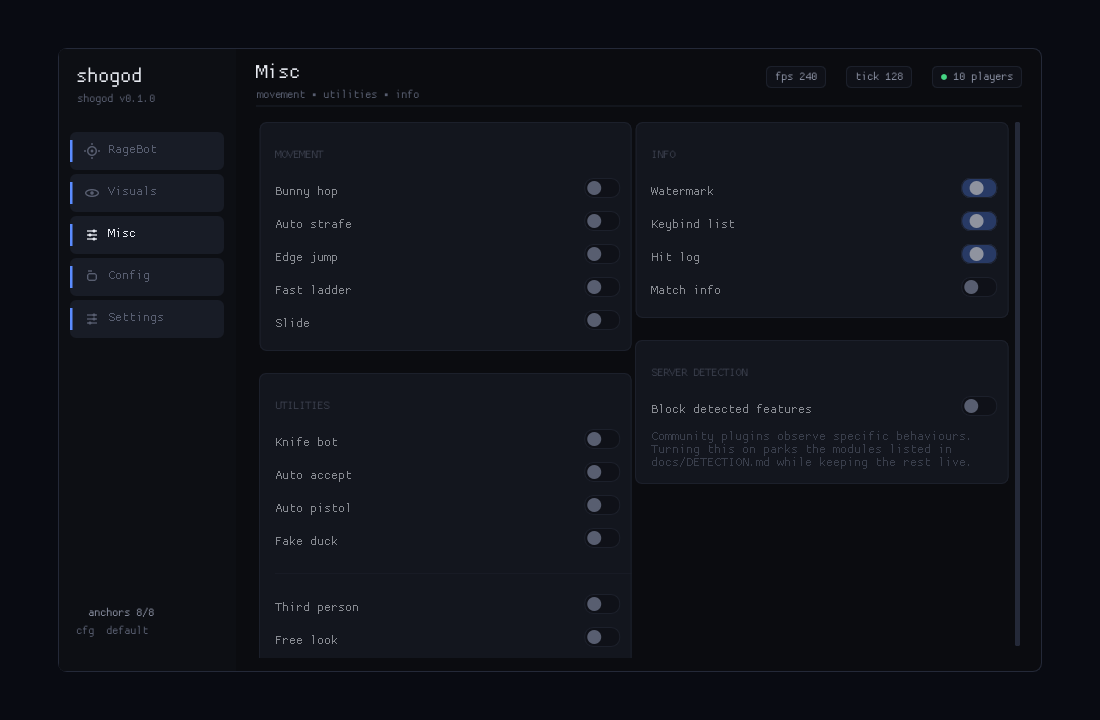 shogod
shogod v0.1.0
RageBot
Visuals
Misc
Config
Settings
anchors 8/8
cfg default
Misc
movement • utilities • info
fps 240
tick 128
10 players
MOVEMENT
Bunny hop
Auto strafe
Edge jump
Fast ladder
Slide
UTILITIES
Knife bot
Auto accept
Auto pistol
Fake duck
Third person
Free look
INFO
Watermark
Keybind list
Hit log
Match info
SERVER DETECTION
Block detected features
Community plugins observe specific behaviours.
Turning this on parks the modules listed in
docs/DETECTION.md while keeping the rest live.